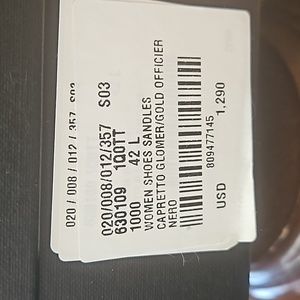 020/008/012/357 S03
630109 1Q0TT
1000 42 L
WOMEN SHOES SANDLES
CAPRETTO GLOMER/GOLD OFFICIER
NERO
809477145
USD 1,290
020 / 008 / 012 / 357 S03